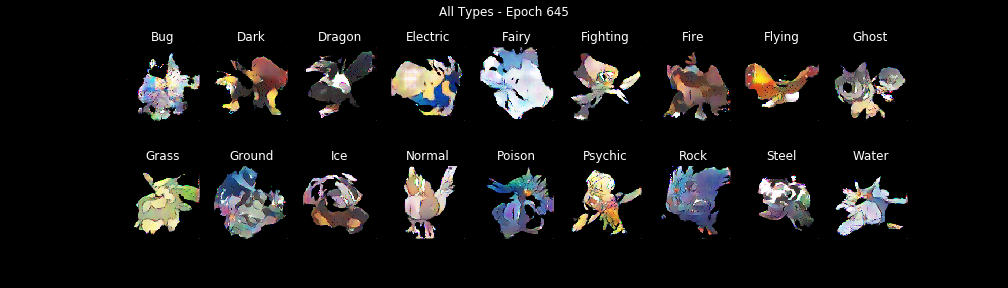 All Types - Epoch 645
Bug Dark Dragon Electric Fairy Fighting Fire Flying Ghost
Grass Ground Ice Normal Poison Psychic Rock Steel Water